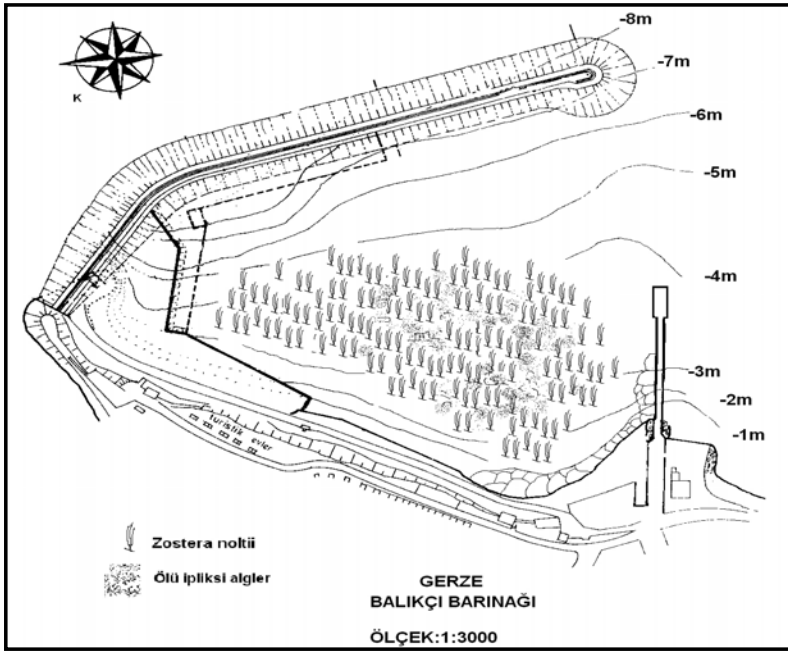 -8m
-7m
K
-6m
-5m
-4m
-3m
-2m
-1m
turistik evler
Zostera noltii
Ölü ipliksi algler
GERZE
BALIKÇI BARINAĞI
ÖLÇEK:1:3000